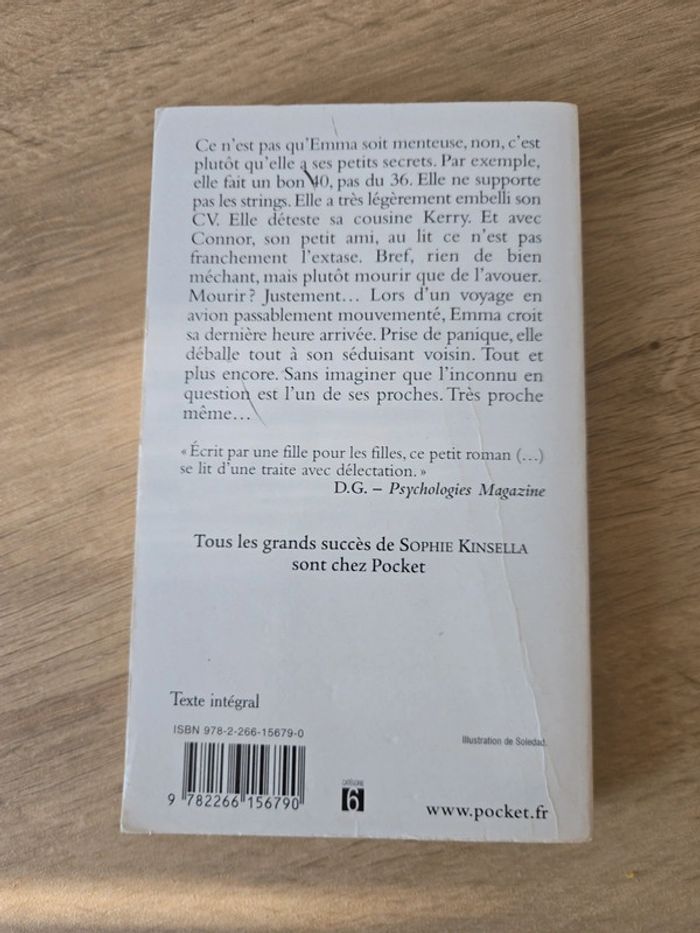 Ce n'est pas qu'Emma soit menteuse, non, c'est
plutôt qu'elle a ses petits secrets. Par exemple,
elle fait un bon 40, pas du 36. Elle ne supporte
pas les strings. Elle a très légèrement embelli son
CV. Elle déteste sa cousine Kerry. Et avec
Connor, son petit ami, au lit ce n'est pas
franchement l'extase. Bref, rien de bien
méchant, mais plutôt mourir que de l'avouer.
Mourir ? Justement… Lors d'un voyage en
avion passablement mouvementé, Emma croit
sa dernière heure arrivée. Prise de panique, elle
déballe tout à son séduisant voisin. Tout et
plus encore. Sans imaginer que l'inconnu en
question est l'un de ses proches. Très proche
même…
« Écrit par une fille pour les filles, ce petit roman (…)
se lit d'une traite avec délectation. »
D.G. – Psychologies Magazine
Tous les grands succès de SOPHIE KINSELLA
sont chez Pocket
Texte intégral
ISBN 978-2-266-15679-0
Illustration de Soledad.
9 782266 156790
CATÉGORIE
6
www.pocket.fr